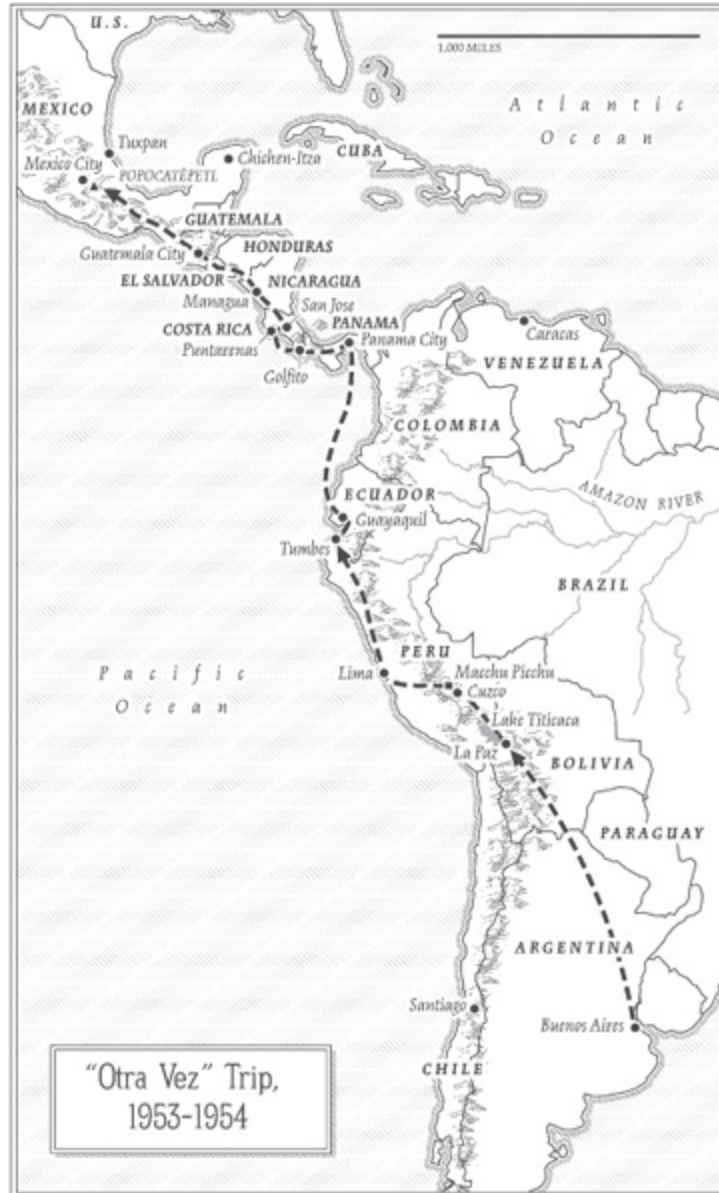 U.S.
1,000 MILES
MEXICO
Atlantic
Ocean
Tuxpan
Mexico City
Chichen-Itza
CUBA
POPOCATÉPETL
GUATEMALA
HONDURAS
Guatemala City
EL SALVADOR
NICARAGUA
Managua
San Jose
COSTA RICA
PANAMA
Caracas
Puntarenas
Panama City
VENEZUELA
Golfito
COLOMBIA
AMAZON RIVER
ECUADOR
Guayaquil
Tumbes
BRAZIL
PERU
Pacific
Ocean
Lima
Macchu Picchu
Cuzco
Lake Titicaca
La Paz
BOLIVIA
PARAGUAY
ARGENTINA
Santiago
Buenos Aires
CHILE
"Otra Vez" Trip,
1953-1954